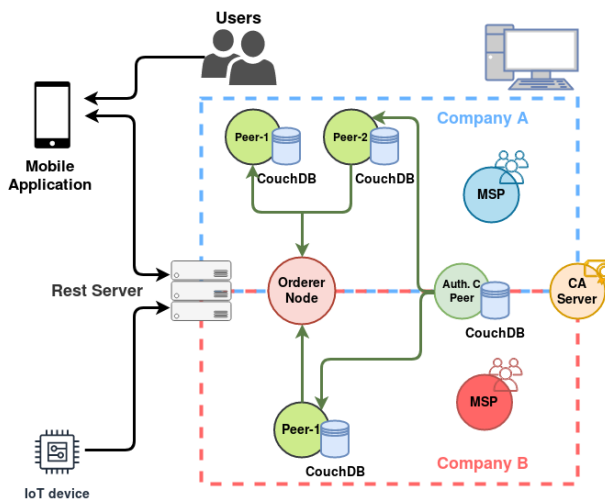 Users
Company A
Peer-1
Peer-2
CouchDB
CouchDB
Mobile
Application
MSP
Rest Server
Orderer
Node
Auth. C
Peer
CA
Server
CouchDB
MSP
Peer-1
CouchDB
Company B
IoT device